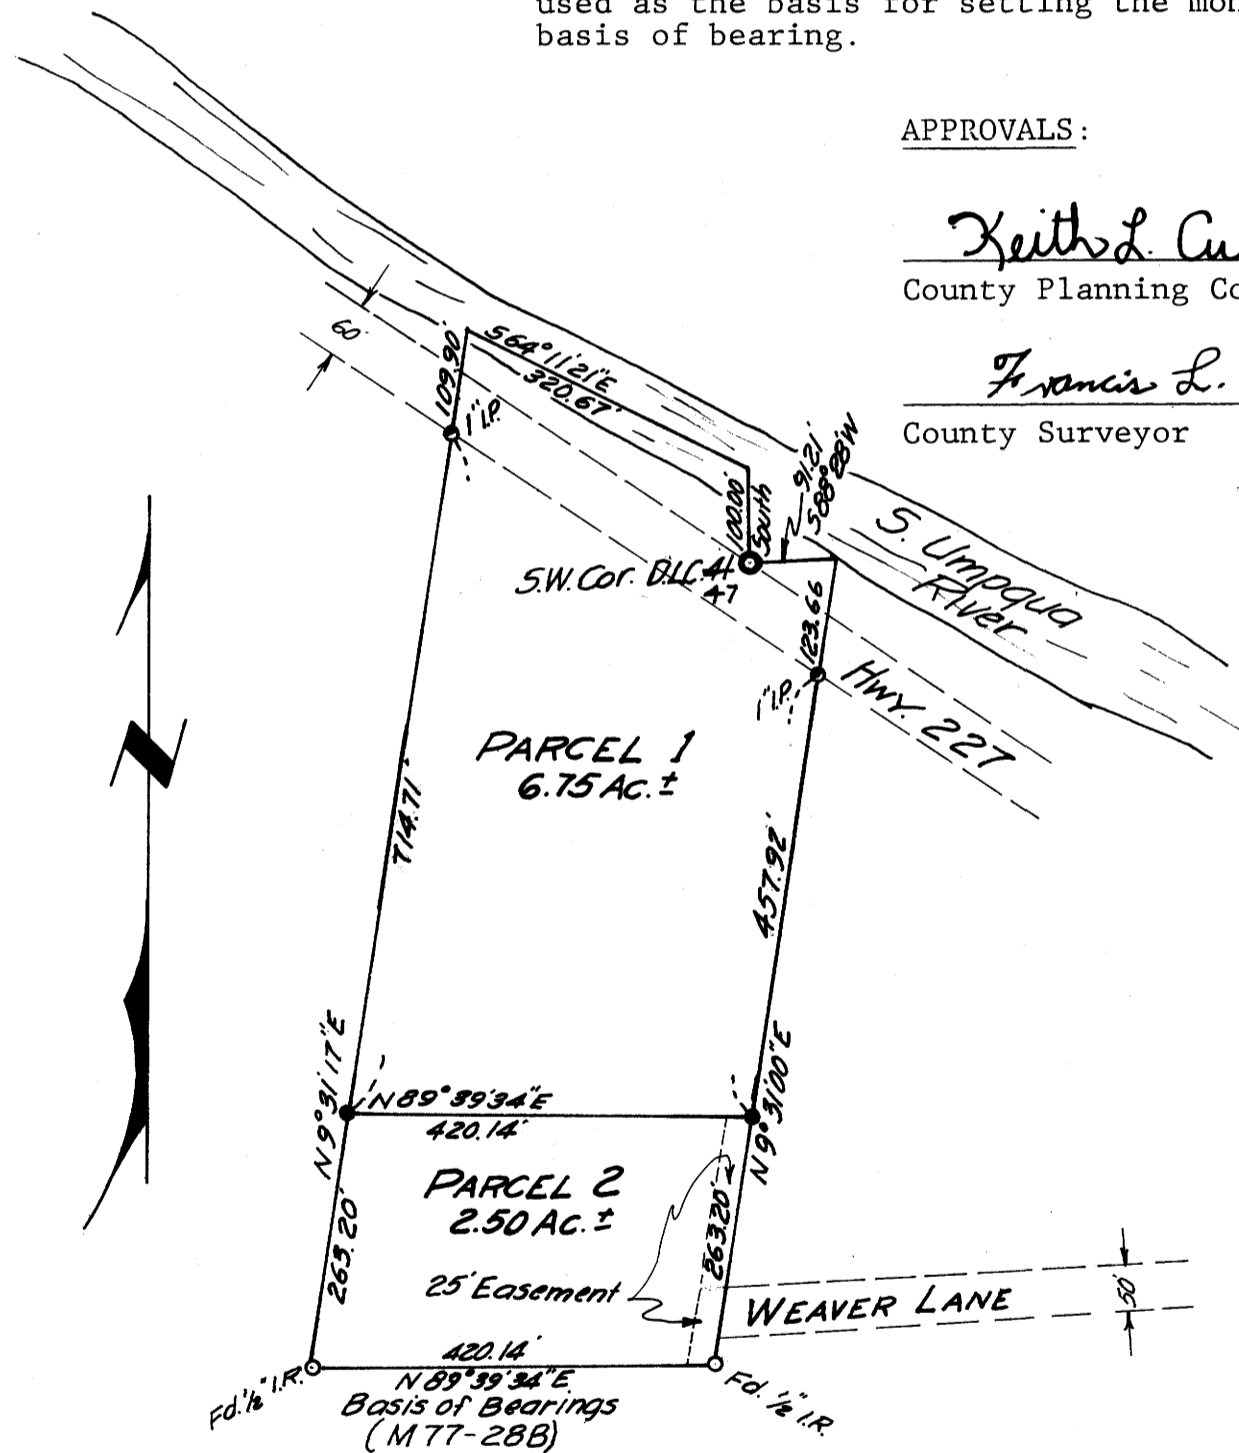 used as the basis for setting the mon
basis of bearing.
APPROVALS:
Keith L. Cu
County Planning Co
Francis L.
County Surveyor
60'
109.90'
S64°11'21"E
320.67'
1" I.P.
100.00'
South
91.21'
S88°28'W
S.W. Cor. D.L.C. 41
47
123.66
1" I.P.
S. Umpqua
River
HWY. 227
PARCEL 1
6.75 Ac.±
714.71'
457.92'
N9°31'17"E
N9°31'00"E
N89°39'34"E
420.14'
PARCEL 2
2.50 Ac.±
263.20'
263.20'
25' Easement
WEAVER LANE
50'
420.14'
N89°39'34"E
Fd. 1/2" I.R.
Fd. 1/2" I.R.
Basis of Bearings
(M77-28B)